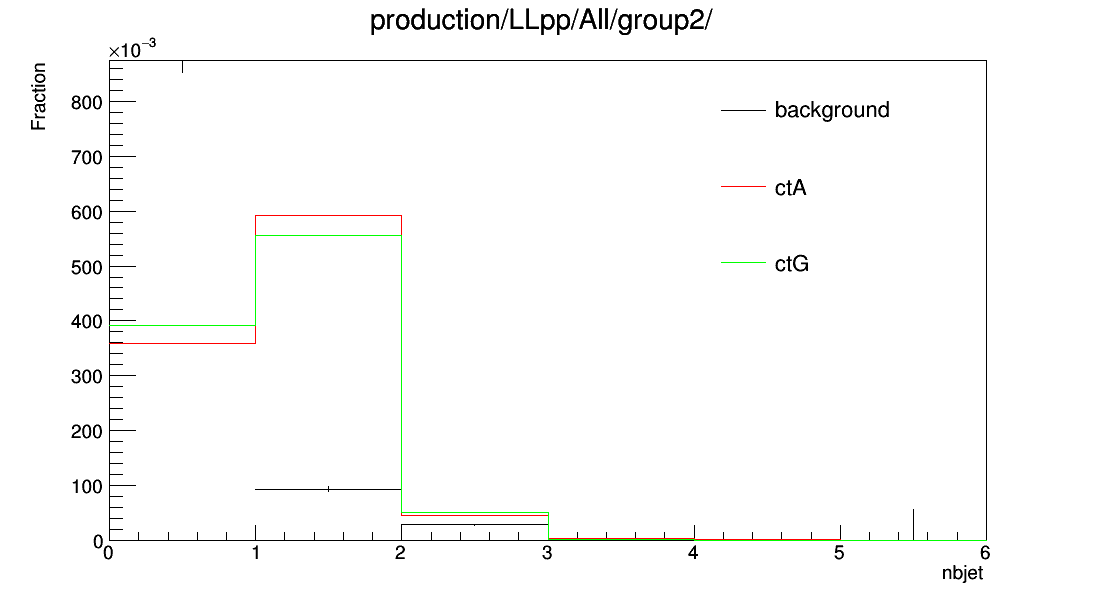 production/LLpp/All/group2/
×10⁻³
Fraction
800
700
600
500
400
300
200
100
0
background
ctA
ctG
0 1 2 3 4 5 6
nbjet